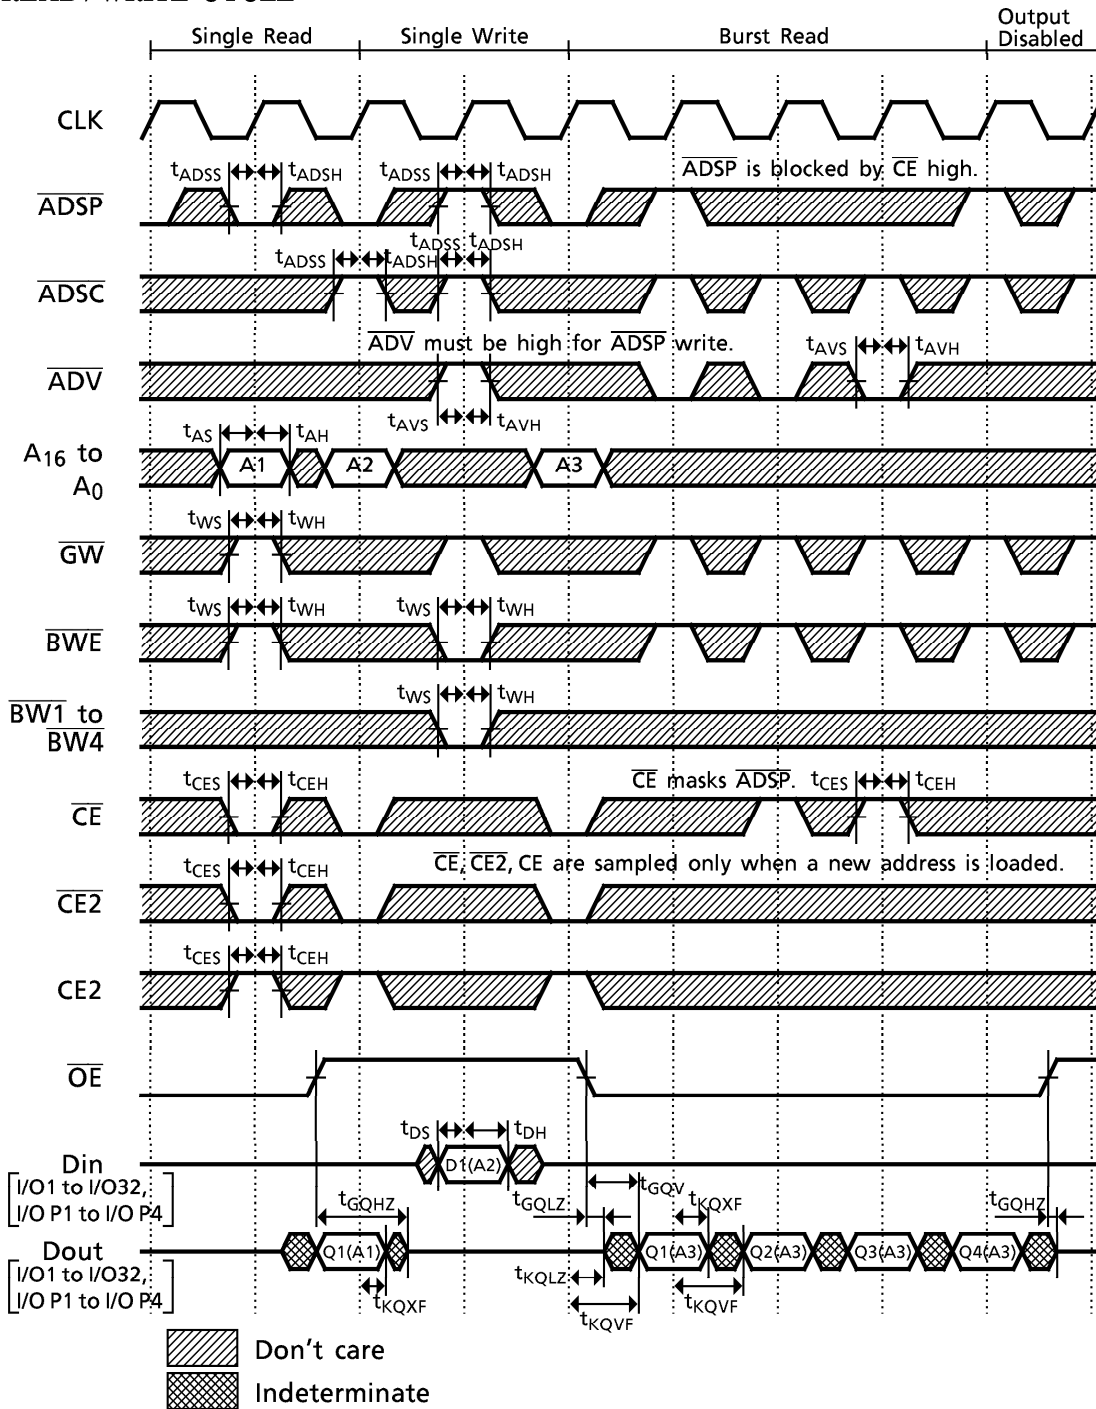 Single Read Single Write Burst Read Output Disabled
CLK
tADSS tADSH tADSS tADSH ADSP is blocked by CE high.
ADSP
tADSS tADSH tADSS tADSH
ADSC
ADV must be high for ADSP write. tAVS tAVH
ADV
tAVS tAVH
tAS tAH
A16 to A0
A1 A2 A3
tWS tWH
GW
tWS tWH tWS tWH
BWE
tWS tWH
BW1 to BW4
tCES tCEH CE masks ADSP. tCES tCEH
CE
tCES tCEH CE, CE2, CE are sampled only when a new address is loaded.
CE2
tCES tCEH
CE2
OE
tDS tDH
Din
D1(A2)
I/O1 to I/O32,
I/O P1 to I/O P4
tGQHZ tGQLZ tGQV tKQXF tGQHZ
Dout
Q1(A1) Q1(A3) Q2(A3) Q3(A3) Q4(A3)
I/O1 to I/O32,
I/O P1 to I/O P4
tKQXF tKQLZ tKQVF tKQVF
Don't care
Indeterminate